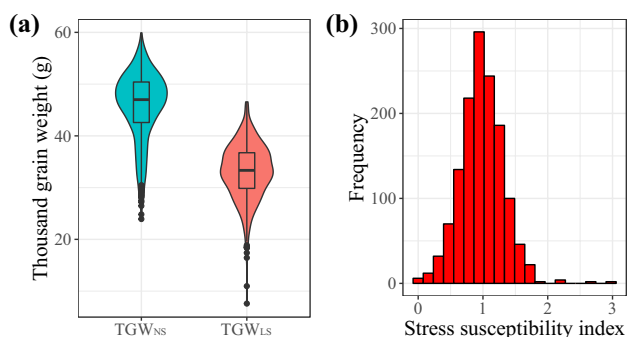 (a)
Thousand grain weight (g)
60
40
20
TGWNS
TGWLS
(b)
Frequency
300
200
100
0
0 1 2 3
Stress susceptibility index